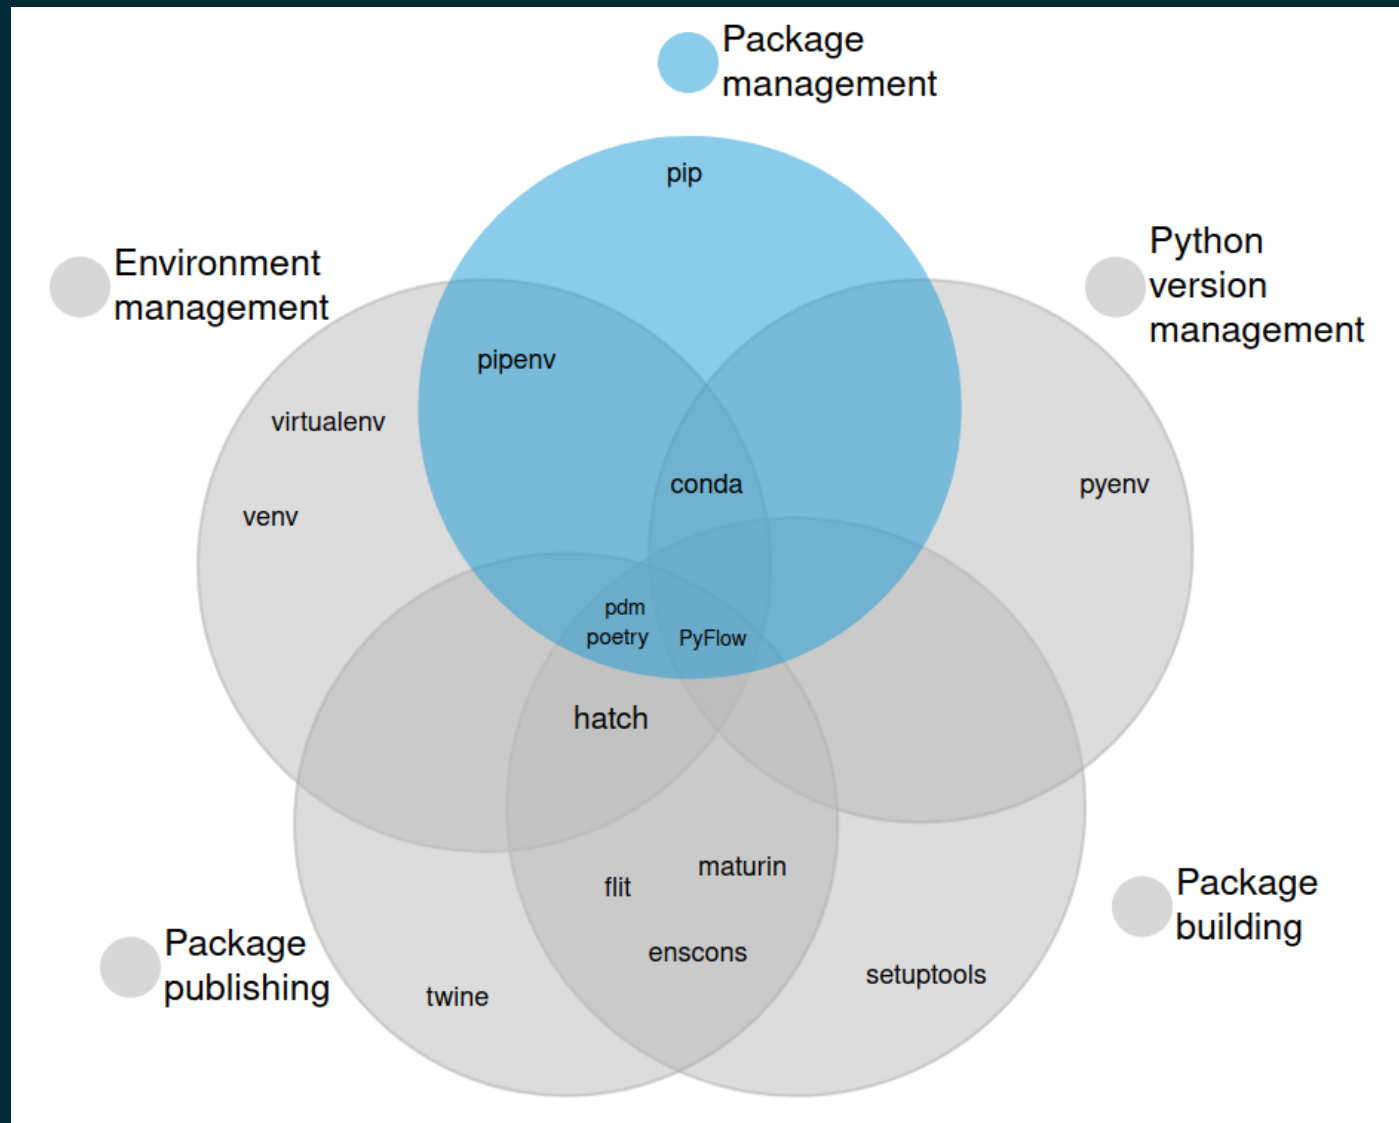 Package
management
pip
Environment
management
Python
version
management
pipenv
virtualenv
venv
conda
pyenv
pdm
poetry
PyFlow
hatch
flit
maturin
enscons
setuptools
twine
Package
publishing
Package
building